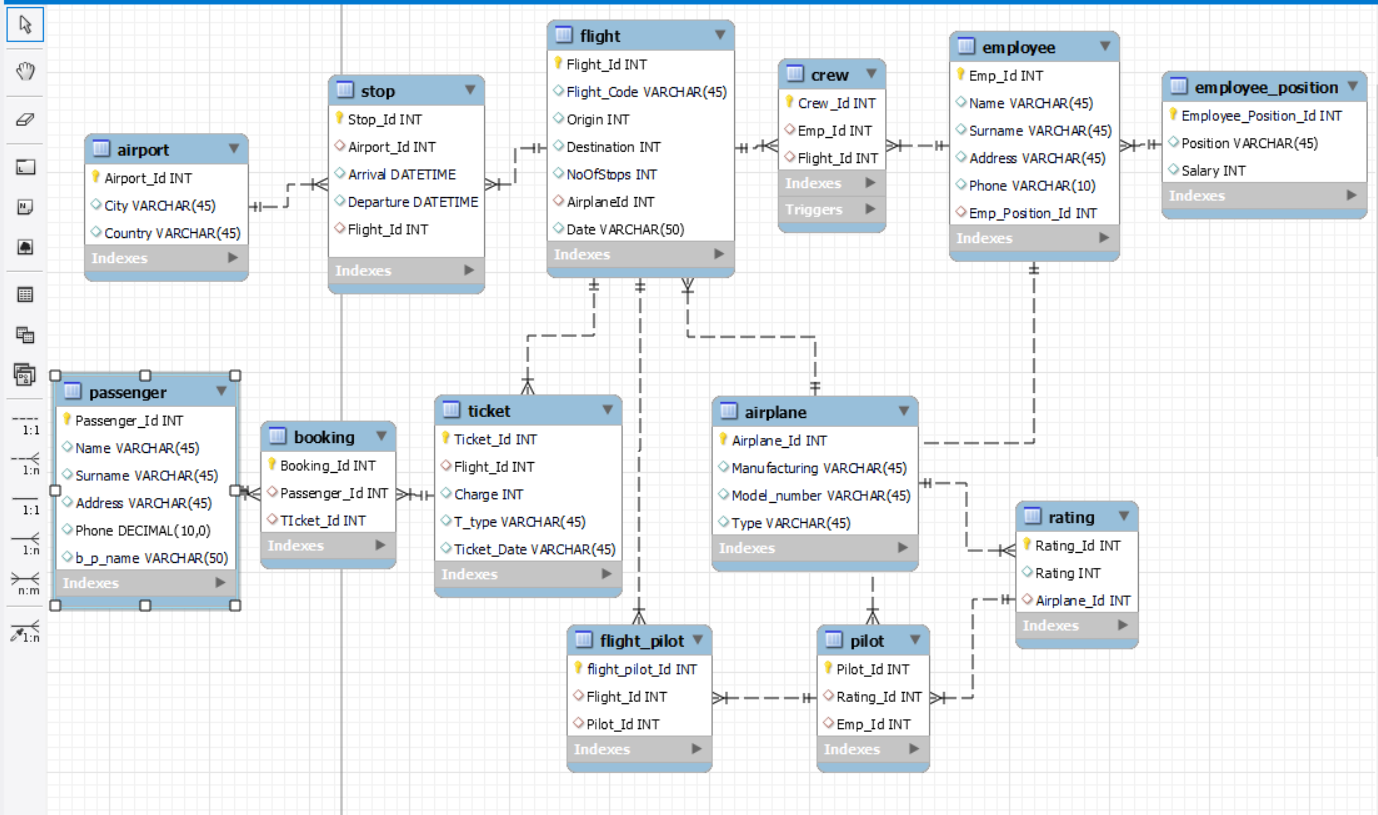 airport
Airport_Id INT
City VARCHAR(45)
Country VARCHAR(45)
Indexes
stop
Stop_Id INT
Airport_Id INT
Arrival DATETIME
Departure DATETIME
Flight_Id INT
Indexes
flight
Flight_Id INT
Flight_Code VARCHAR(45)
Origin INT
Destination INT
NoOfStops INT
AirplaneId INT
Date VARCHAR(50)
Indexes
crew
Crew_Id INT
Emp_Id INT
Flight_Id INT
Indexes
Triggers
employee
Emp_Id INT
Name VARCHAR(45)
Surname VARCHAR(45)
Address VARCHAR(45)
Phone VARCHAR(10)
Emp_Position_Id INT
Indexes
employee_position
Employee_Position_Id INT
Position VARCHAR(45)
Salary INT
Indexes
passenger
Passenger_Id INT
Name VARCHAR(45)
Surname VARCHAR(45)
Address VARCHAR(45)
Phone DECIMAL(10,0)
b_p_name VARCHAR(50)
Indexes
booking
Booking_Id INT
Passenger_Id INT
TIcket_Id INT
Indexes
ticket
Ticket_Id INT
Flight_Id INT
Charge INT
T_type VARCHAR(45)
Ticket_Date VARCHAR(45)
Indexes
airplane
Airplane_Id INT
Manufacturing VARCHAR(45)
Model_number VARCHAR(45)
Type VARCHAR(45)
Indexes
rating
Rating_Id INT
Rating INT
Airplane_Id INT
Indexes
flight_pilot
flight_pilot_Id INT
Flight_Id INT
Pilot_Id INT
Indexes
pilot
Pilot_Id INT
Rating_Id INT
Emp_Id INT
Indexes
1:1
1:n
1:1
1:n
n:m
1:n